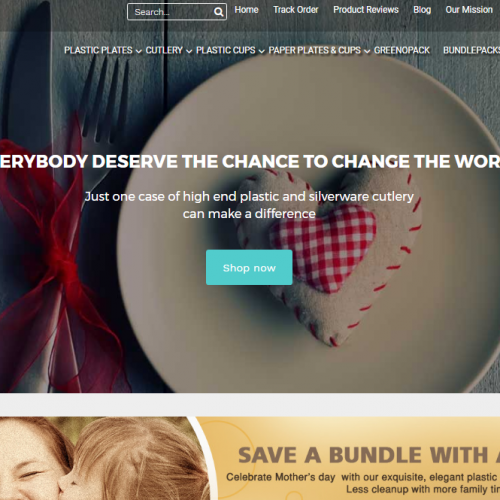 Search...
Home Track Order Product Reviews Blog Our Mission
PLASTIC PLATES CUTLERY PLASTIC CUPS PAPER PLATES & CUPS GREENOPACK BUNDLEPACKS
ERYBODY DESERVE THE CHANCE TO CHANGE THE WOR
Just one case of high end plastic and silverware cutlery
can make a difference
Shop now
SAVE A BUNDLE WITH A
Celebrate Mother's day with our exquisite, elegant plastic
Less cleanup with more family tim